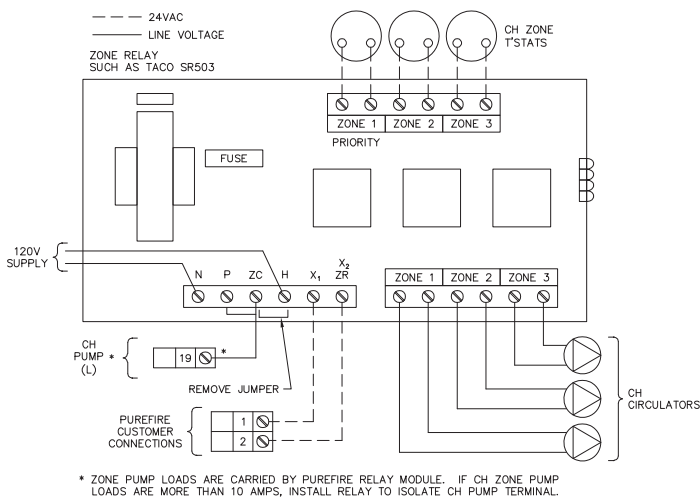 24VAC
LINE VOLTAGE
ZONE RELAY
SUCH AS TACO SR503
CH ZONE
T'STATS
ZONE 1 ZONE 2 ZONE 3
PRIORITY
FUSE
120V
SUPPLY
N P ZC H X1 X2
ZR
ZONE 1 ZONE 2 ZONE 3
CH
PUMP *
(L)
19 *
REMOVE JUMPER
PUREFIRE
CUSTOMER
CONNECTIONS
1
2
CH
CIRCULATORS
* ZONE PUMP LOADS ARE CARRIED BY PUREFIRE RELAY MODULE. IF CH ZONE PUMP
LOADS ARE MORE THAN 10 AMPS, INSTALL RELAY TO ISOLATE CH PUMP TERMINAL.